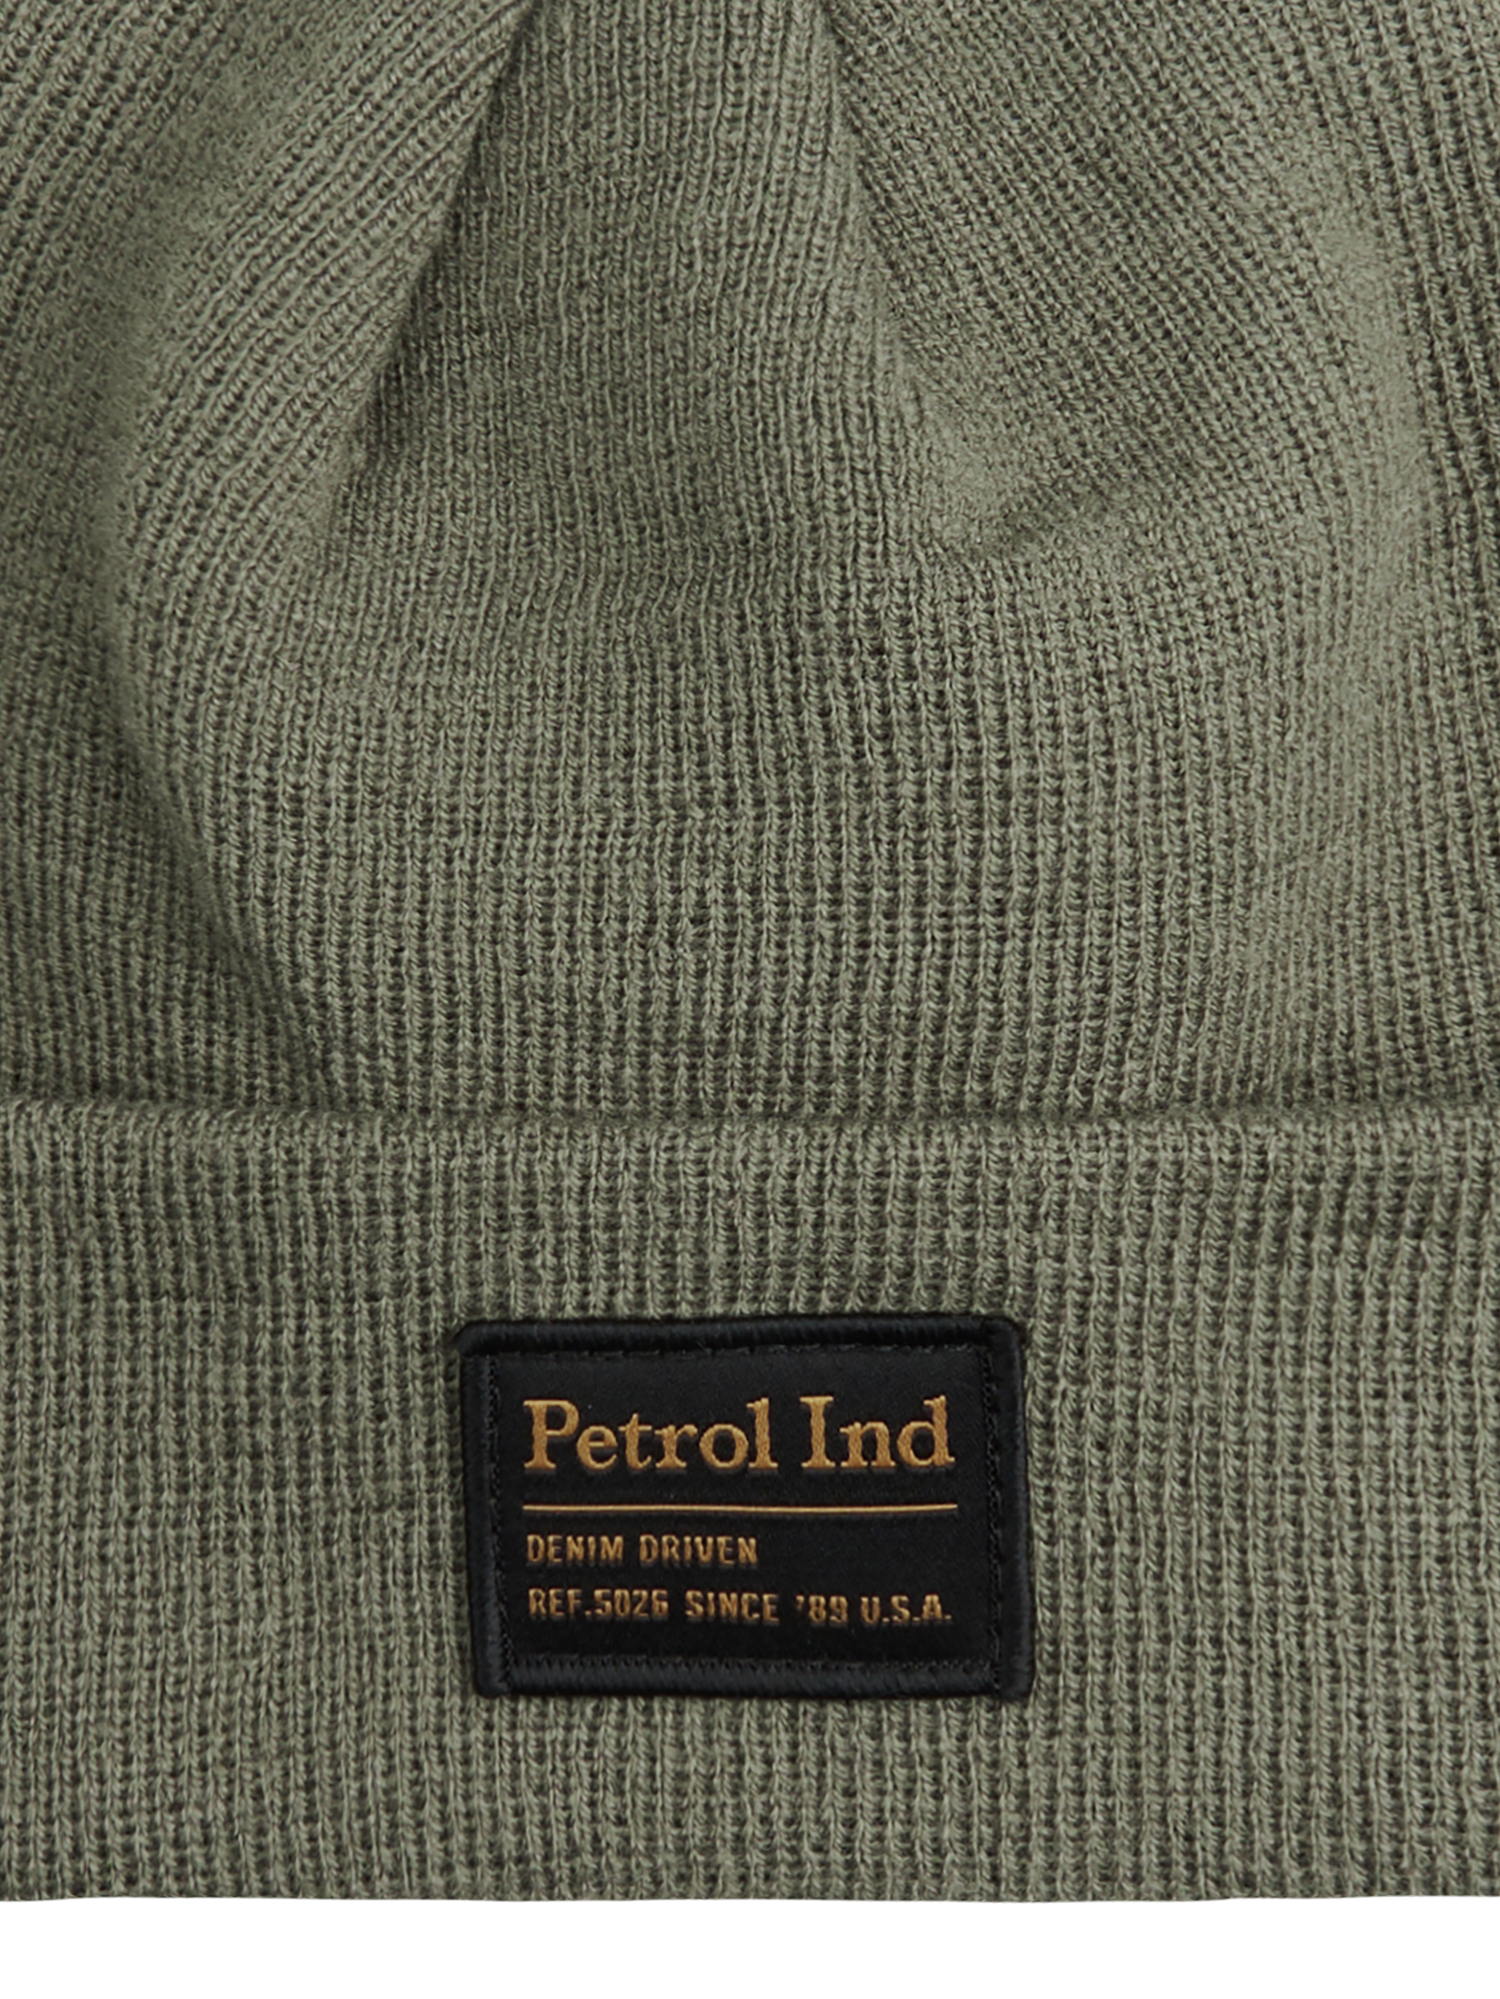 Petrol Ind
DENIM DRIVEN
REF.5026 SINCE '89 U.S.A.